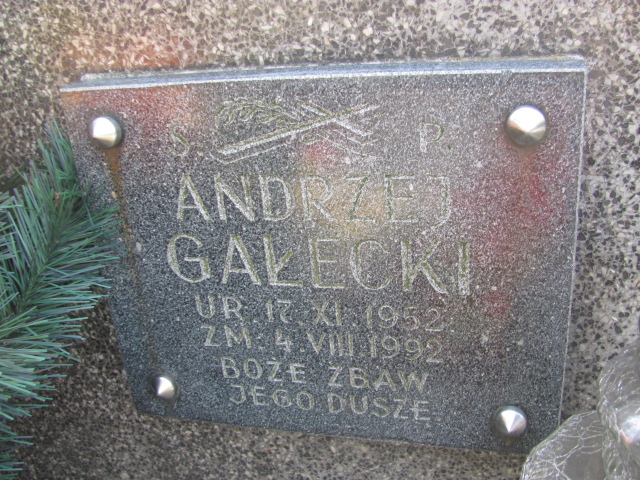 S P
ANDRZEJ
GAŁECKI
UR. 17. XI. 1952
ZM. 4. VIII. 1992
BOŻE ZBAW
JEGO DUSZĘ